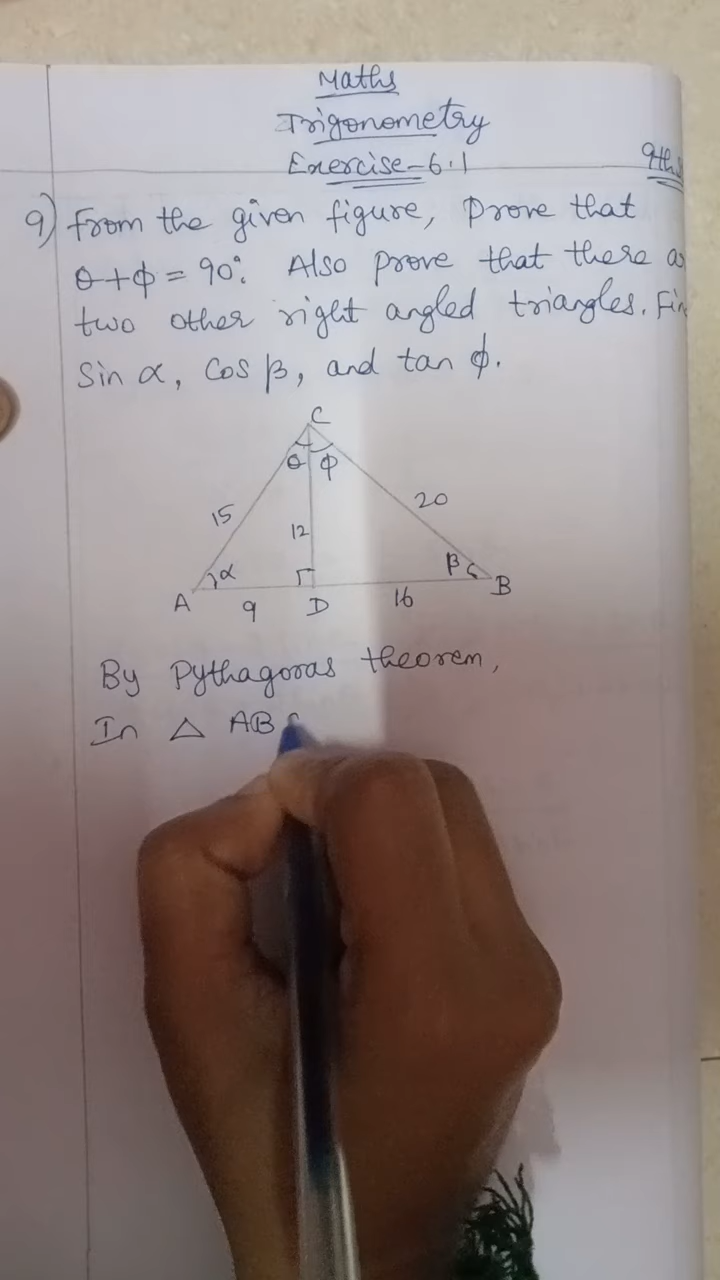 Maths
Trigonometry
Exercise-6.1
9th
9) From the given figure, prove that
θ+ϕ = 90°. Also prove that there
two other right angled triangles.
Sin α, Cos β, and tan ϕ.
C
θ ϕ
15
20
12
α
β
A
9
D
16
B
By Pythagoras theorem,
In △ AB